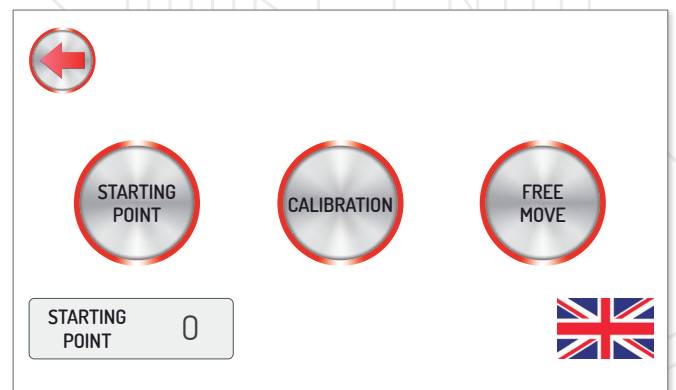 STARTING
POINT
CALIBRATION
FREE
MOVE
STARTING
POINT
0